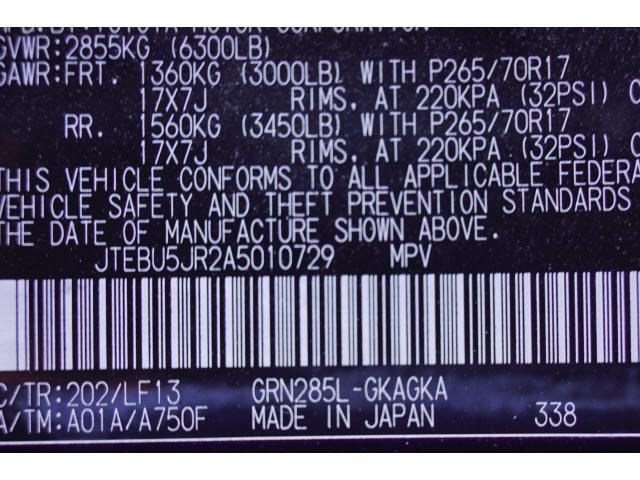 MOTOR CORPORATION
GVWR:2855KG (6300LB)
GAWR:FRT. 1360KG (3000LB) WITH P265/70R17
17X7J RIMS, AT 220KPA (32PSI) C
RR. 1560KG (3450LB) WITH P265/70R17
17X7J RIMS, AT 220KPA (32PSI) C
THIS VEHICLE CONFORMS TO ALL APPLICABLE FEDERA
VEHICLE SAFETY AND THEFT PREVENTION STANDARDS
THE DATE OF MANUFACTURE SHOWN ABOVE.
JTEBU5JR2A5010729 MPV
C/TR:202/LF13 GRN285L-GKAGKA
A/TM:A01A/A750F MADE IN JAPAN 338